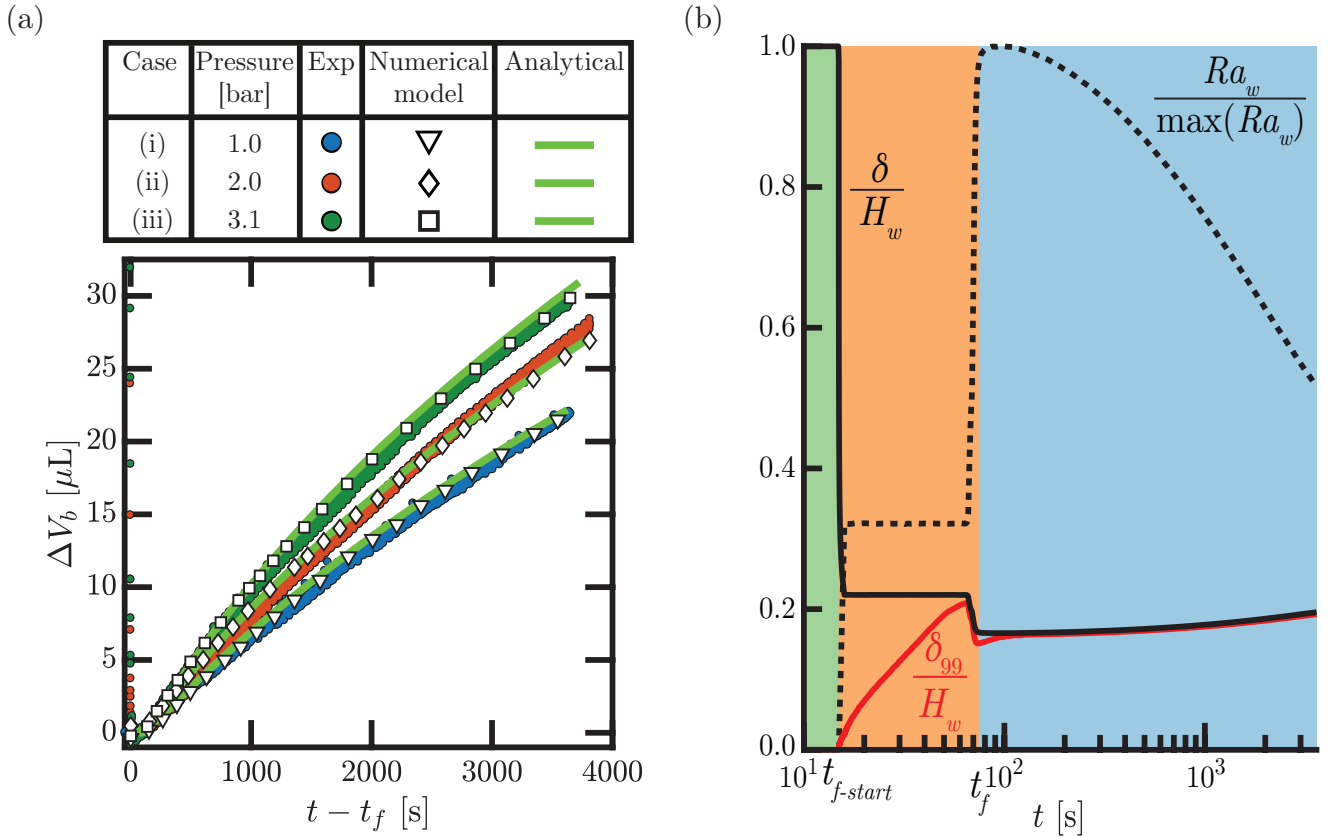 (a)
Case Pressure [bar] Exp Numerical model Analytical
(i) 1.0
(ii) 2.0
(iii) 3.1
30
25
20
15
10
5
0
ΔV_b [μL]
0 1000 2000 3000 4000
t − t_f [s]
(b)
1.0
0.8
0.6
0.4
0.2
0.0
δ/H_w
Ra_w/max(Ra_w)
δ_99/H_w
10^1 t_f-start t_f 10^2 10^3
t [s]